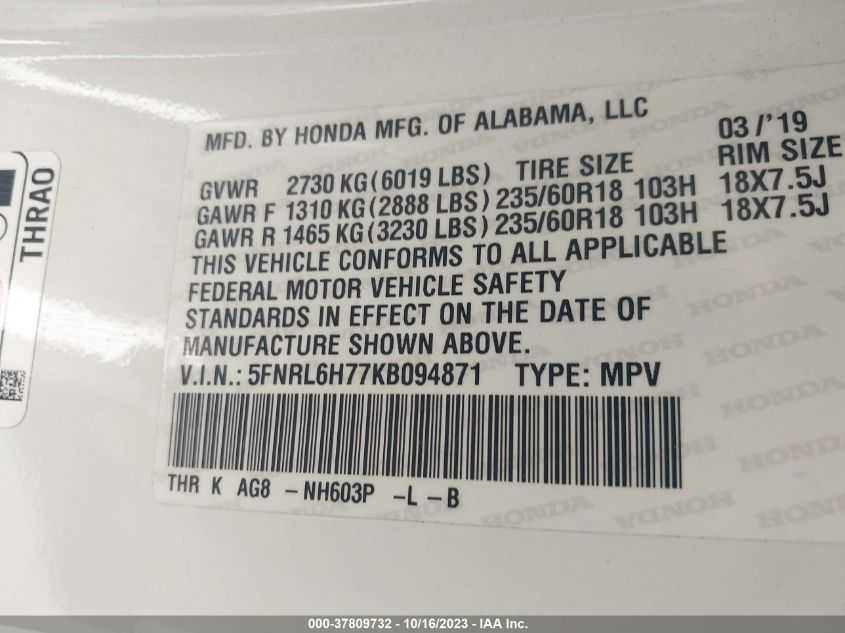 MFD. BY HONDA MFG. OF ALABAMA, LLC 03/'19
GVWR 2730 KG (6019 LBS) TIRE SIZE RIM SIZE
GAWR F 1310 KG (2888 LBS) 235/60R18 103H 18X7.5J
GAWR R 1465 KG (3230 LBS) 235/60R18 103H 18X7.5J
THIS VEHICLE CONFORMS TO ALL APPLICABLE
FEDERAL MOTOR VEHICLE SAFETY
STANDARDS IN EFFECT ON THE DATE OF
MANUFACTURE SHOWN ABOVE.
V.I.N.: 5FNRL6H77KB094871 TYPE: MPV
THR K AG8 -NH603P -L -B
THRA0
000-37809732 - 10/16/2023 - IAA Inc.